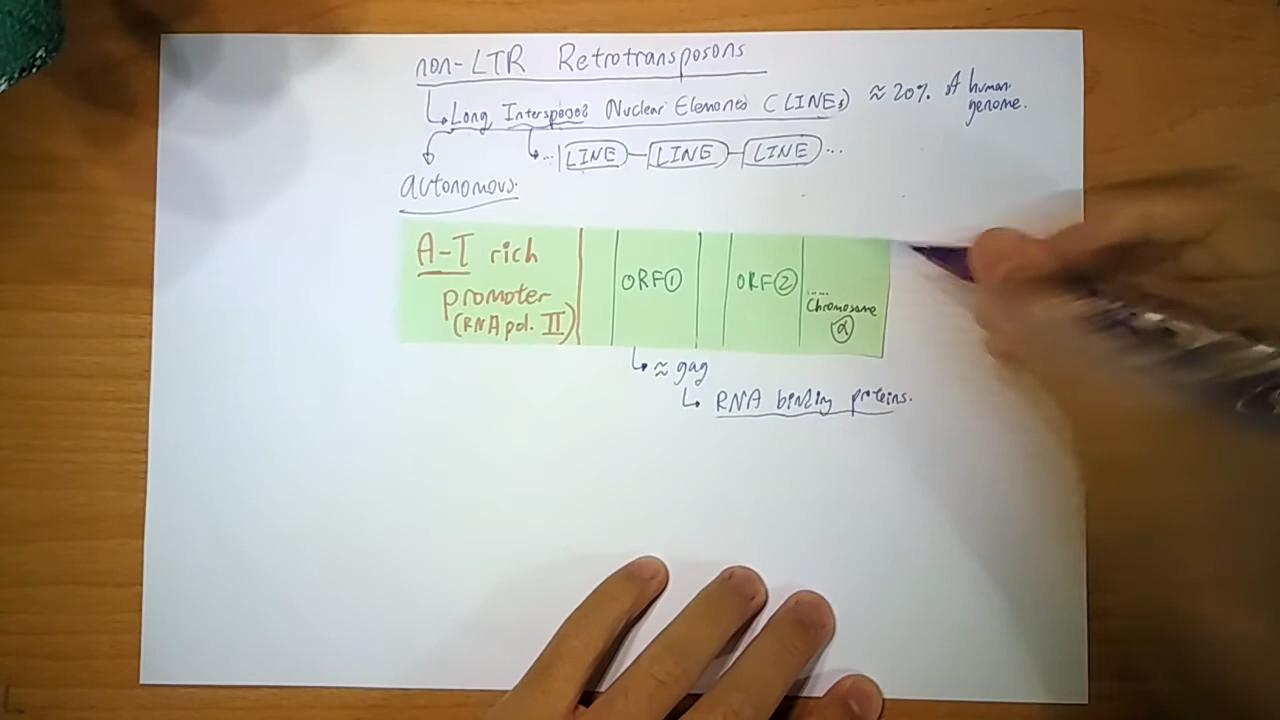 non-LTR Retrotransposons
Long Interspersed Nuclear Elements (LINEs) ≈ 20% of human genome.
... LINE LINE LINE ...
autonomous.
A-T rich
promoter
(RNA pol. II)
ORF①
ORF②
.....
Chromosome
α
≈ gag
RNA binding proteins.